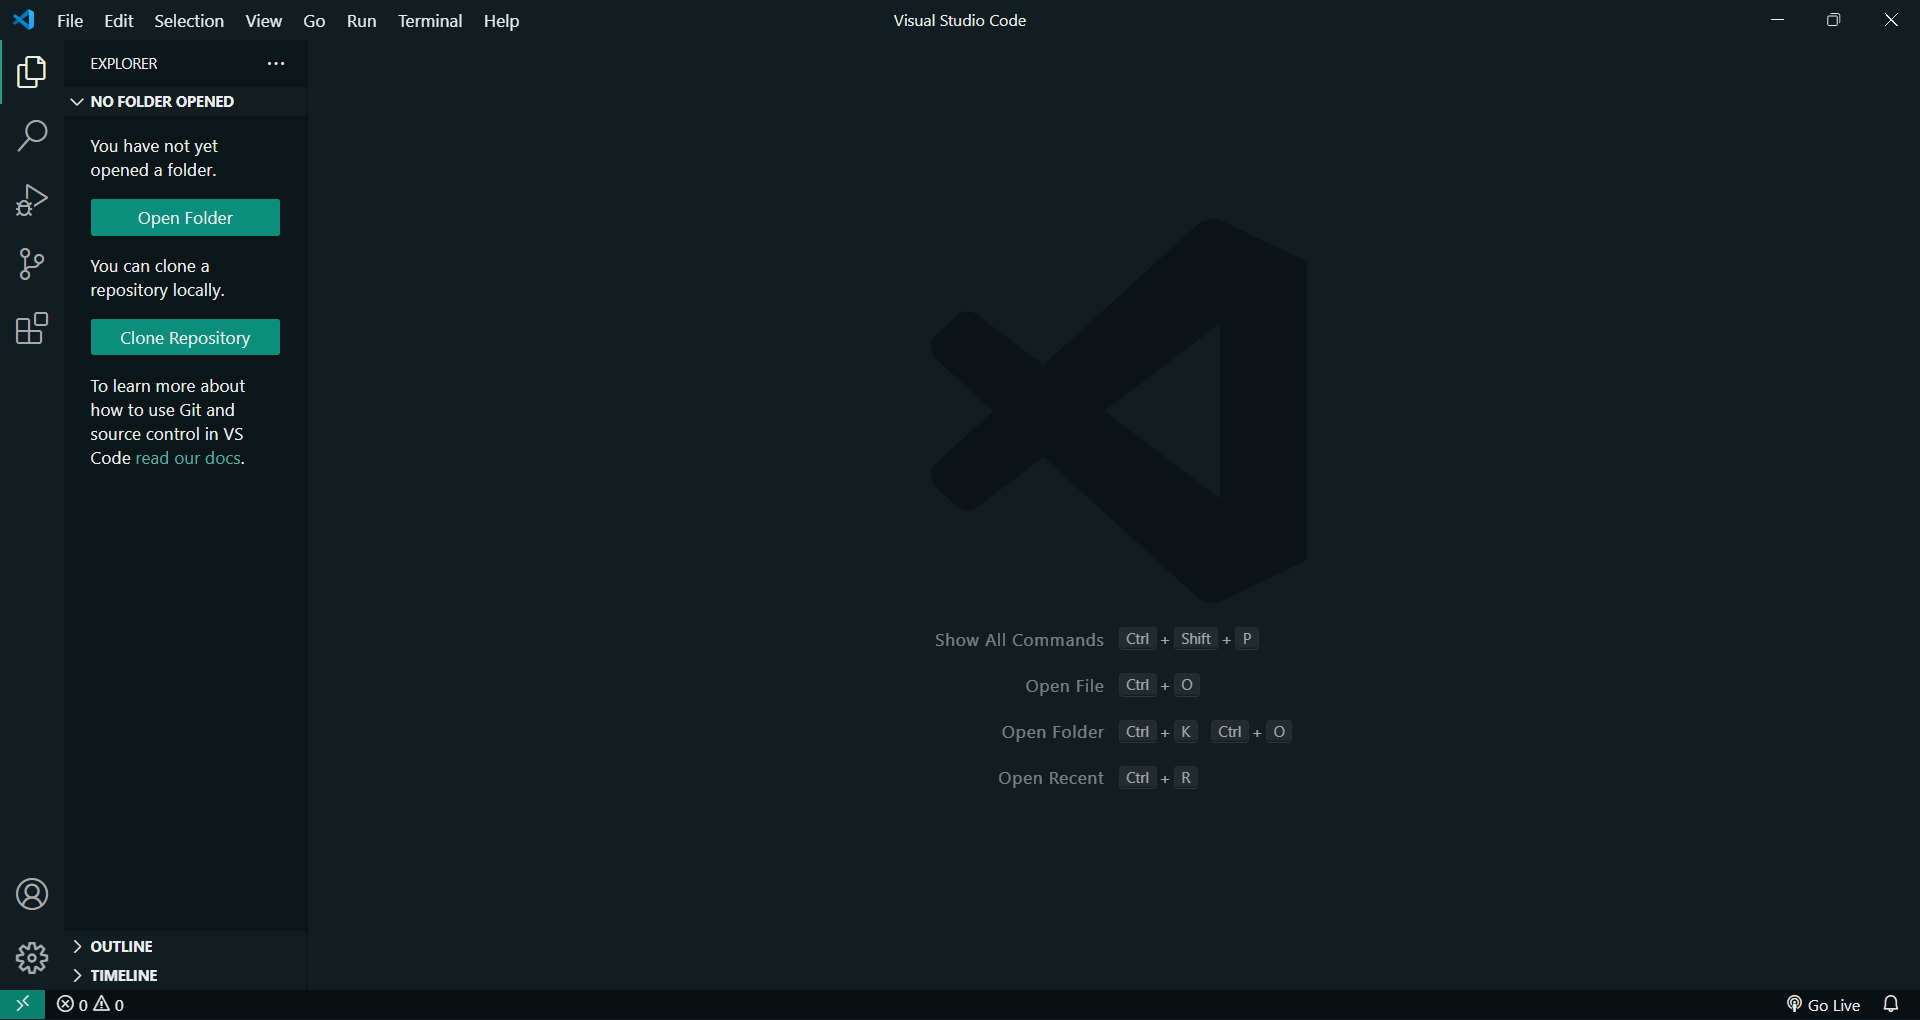 File Edit Selection View Go Run Terminal Help
Visual Studio Code
EXPLORER
NO FOLDER OPENED
You have not yet
opened a folder.
Open Folder
You can clone a
repository locally.
Clone Repository
To learn more about
how to use Git and
source control in VS
Code read our docs.
Show All Commands Ctrl + Shift + P
Open File Ctrl + O
Open Folder Ctrl + K Ctrl + O
Open Recent Ctrl + R
OUTLINE
TIMELINE
0 0
Go Live